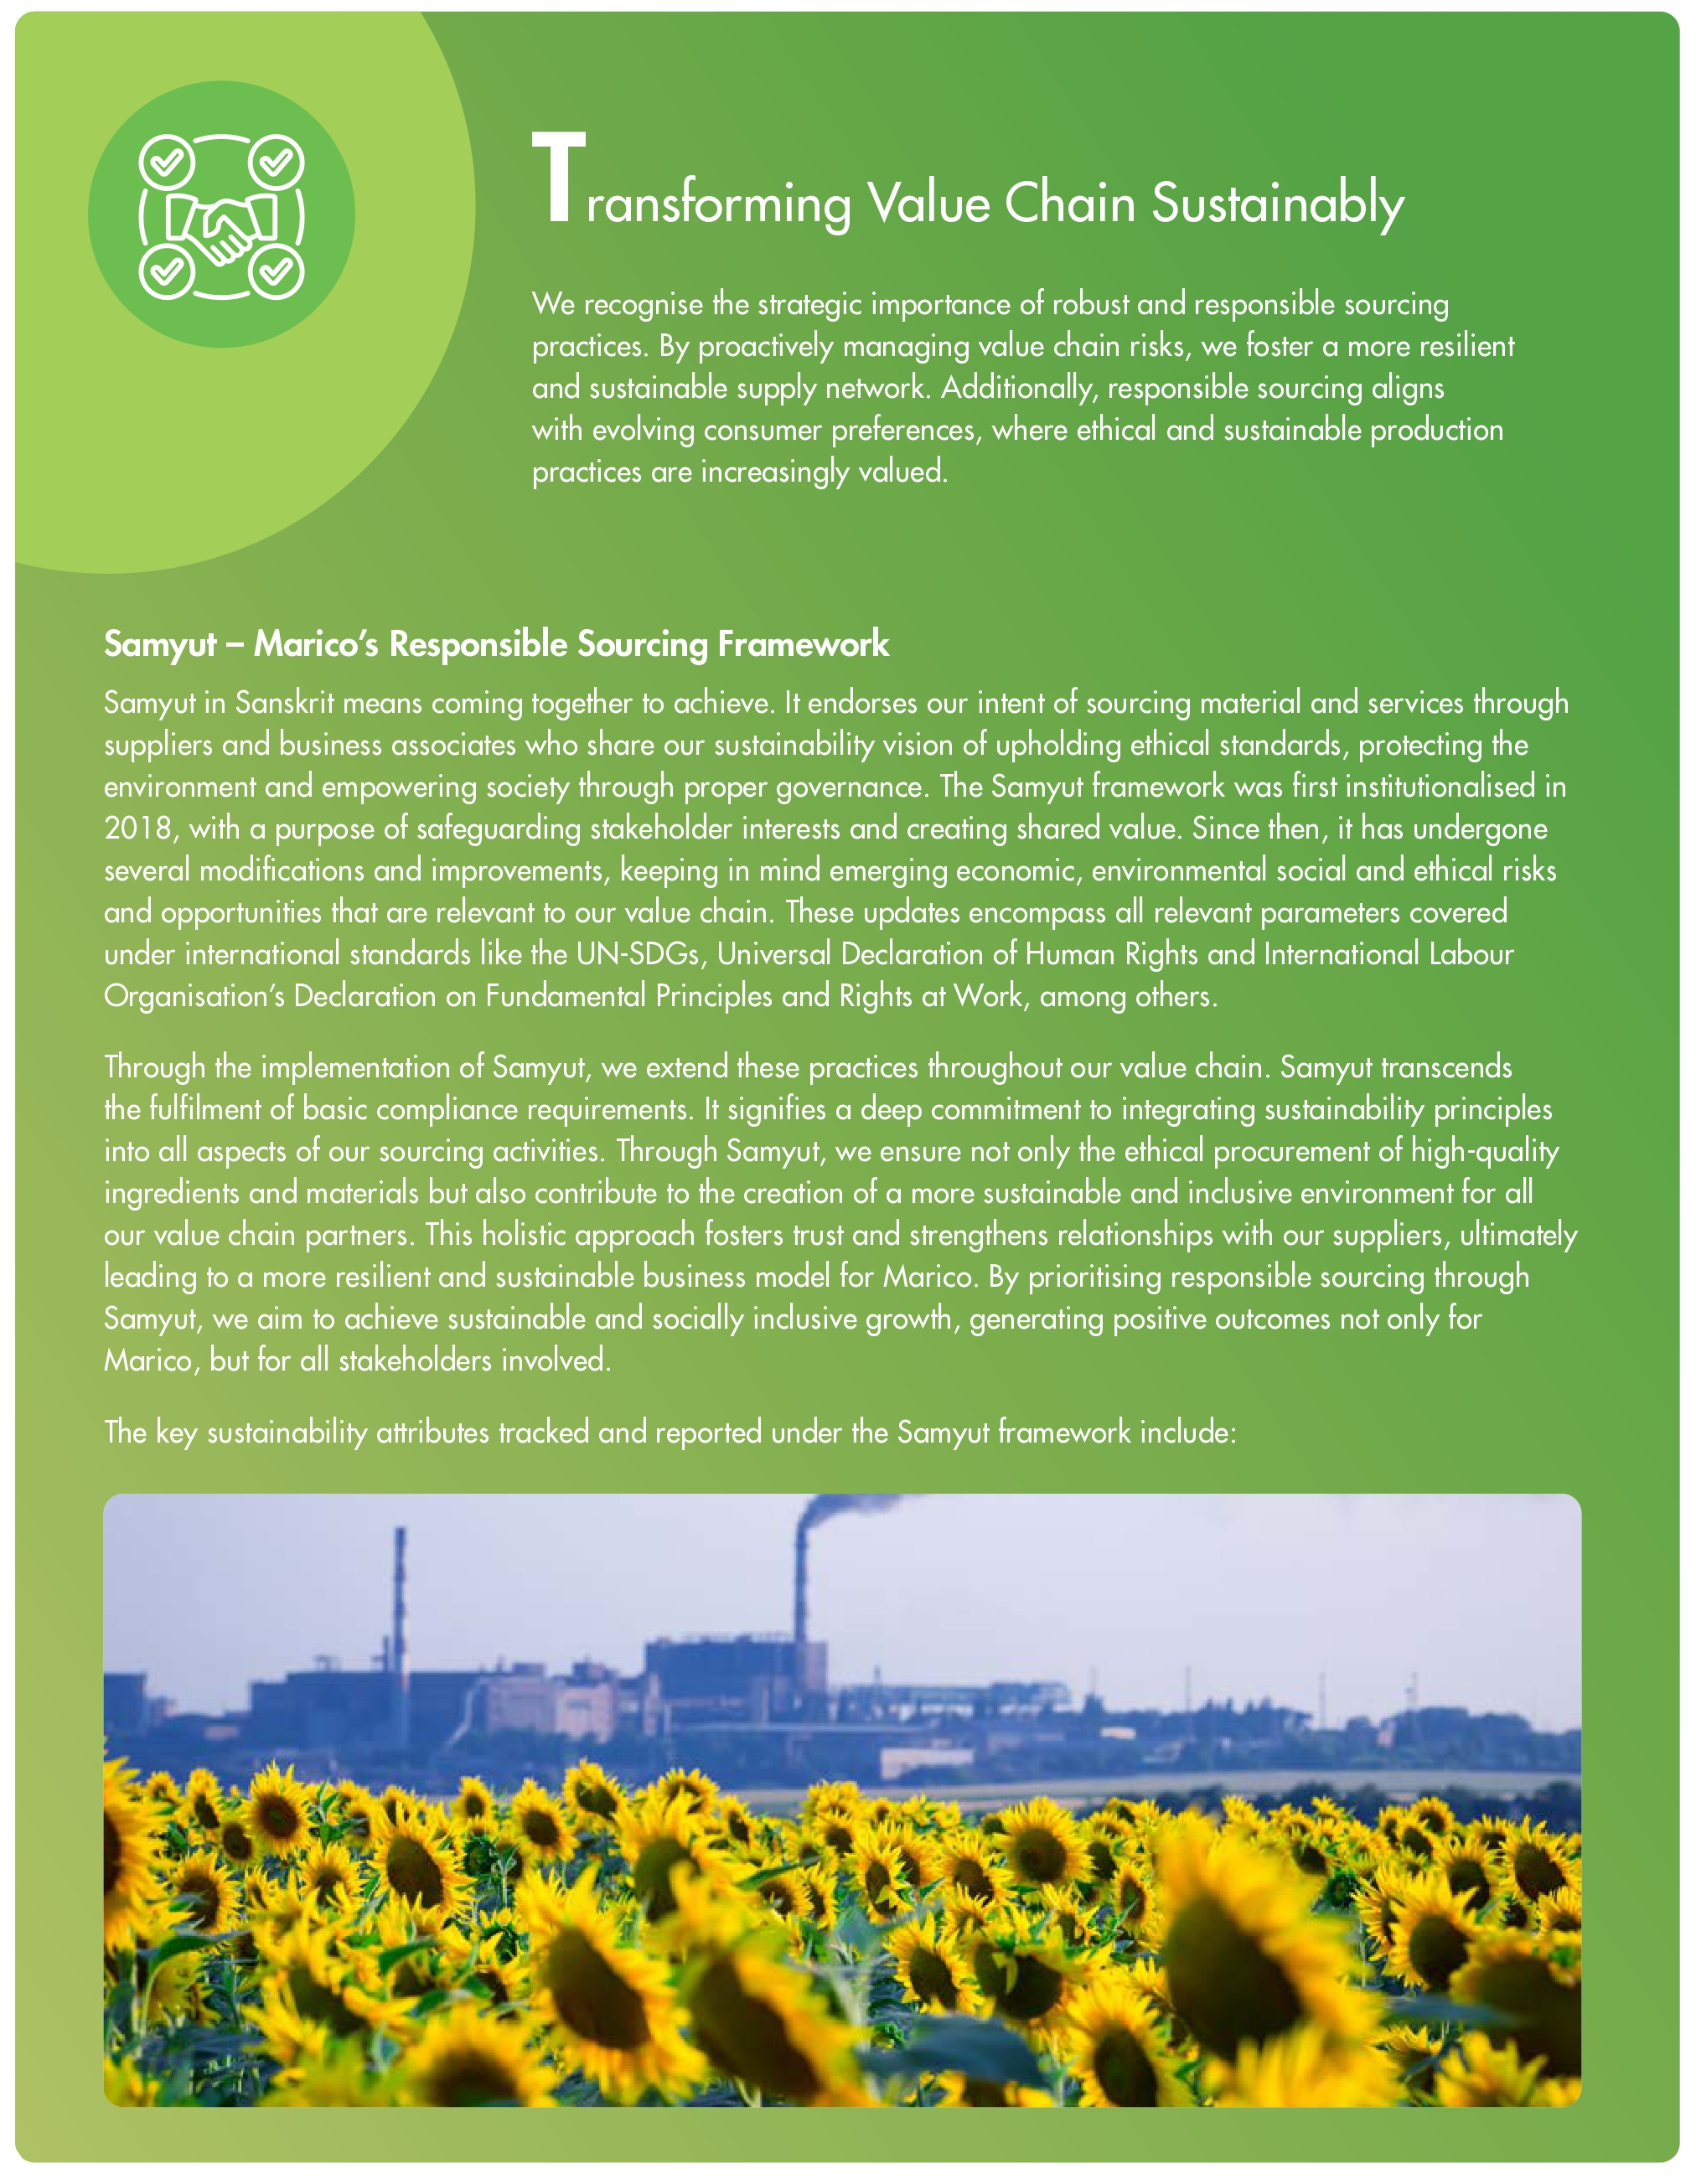 Transforming Value Chain Sustainably
We recognise the strategic importance of robust and responsible sourcing
practices. By proactively managing value chain risks, we foster a more resilient
and sustainable supply network. Additionally, responsible sourcing aligns
with evolving consumer preferences, where ethical and sustainable production
practices are increasingly valued.
Samyut – Marico’s Responsible Sourcing Framework
Samyut in Sanskrit means coming together to achieve. It endorses our intent of sourcing material and services through
suppliers and business associates who share our sustainability vision of upholding ethical standards, protecting the
environment and empowering society through proper governance. The Samyut framework was first institutionalised in
2018, with a purpose of safeguarding stakeholder interests and creating shared value. Since then, it has undergone
several modifications and improvements, keeping in mind emerging economic, environmental social and ethical risks
and opportunities that are relevant to our value chain. These updates encompass all relevant parameters covered
under international standards like the UN-SDGs, Universal Declaration of Human Rights and International Labour
Organisation’s Declaration on Fundamental Principles and Rights at Work, among others.
Through the implementation of Samyut, we extend these practices throughout our value chain. Samyut transcends
the fulfilment of basic compliance requirements. It signifies a deep commitment to integrating sustainability principles
into all aspects of our sourcing activities. Through Samyut, we ensure not only the ethical procurement of high-quality
ingredients and materials but also contribute to the creation of a more sustainable and inclusive environment for all
our value chain partners. This holistic approach fosters trust and strengthens relationships with our suppliers, ultimately
leading to a more resilient and sustainable business model for Marico. By prioritising responsible sourcing through
Samyut, we aim to achieve sustainable and socially inclusive growth, generating positive outcomes not only for
Marico, but for all stakeholders involved.
The key sustainability attributes tracked and reported under the Samyut framework include: